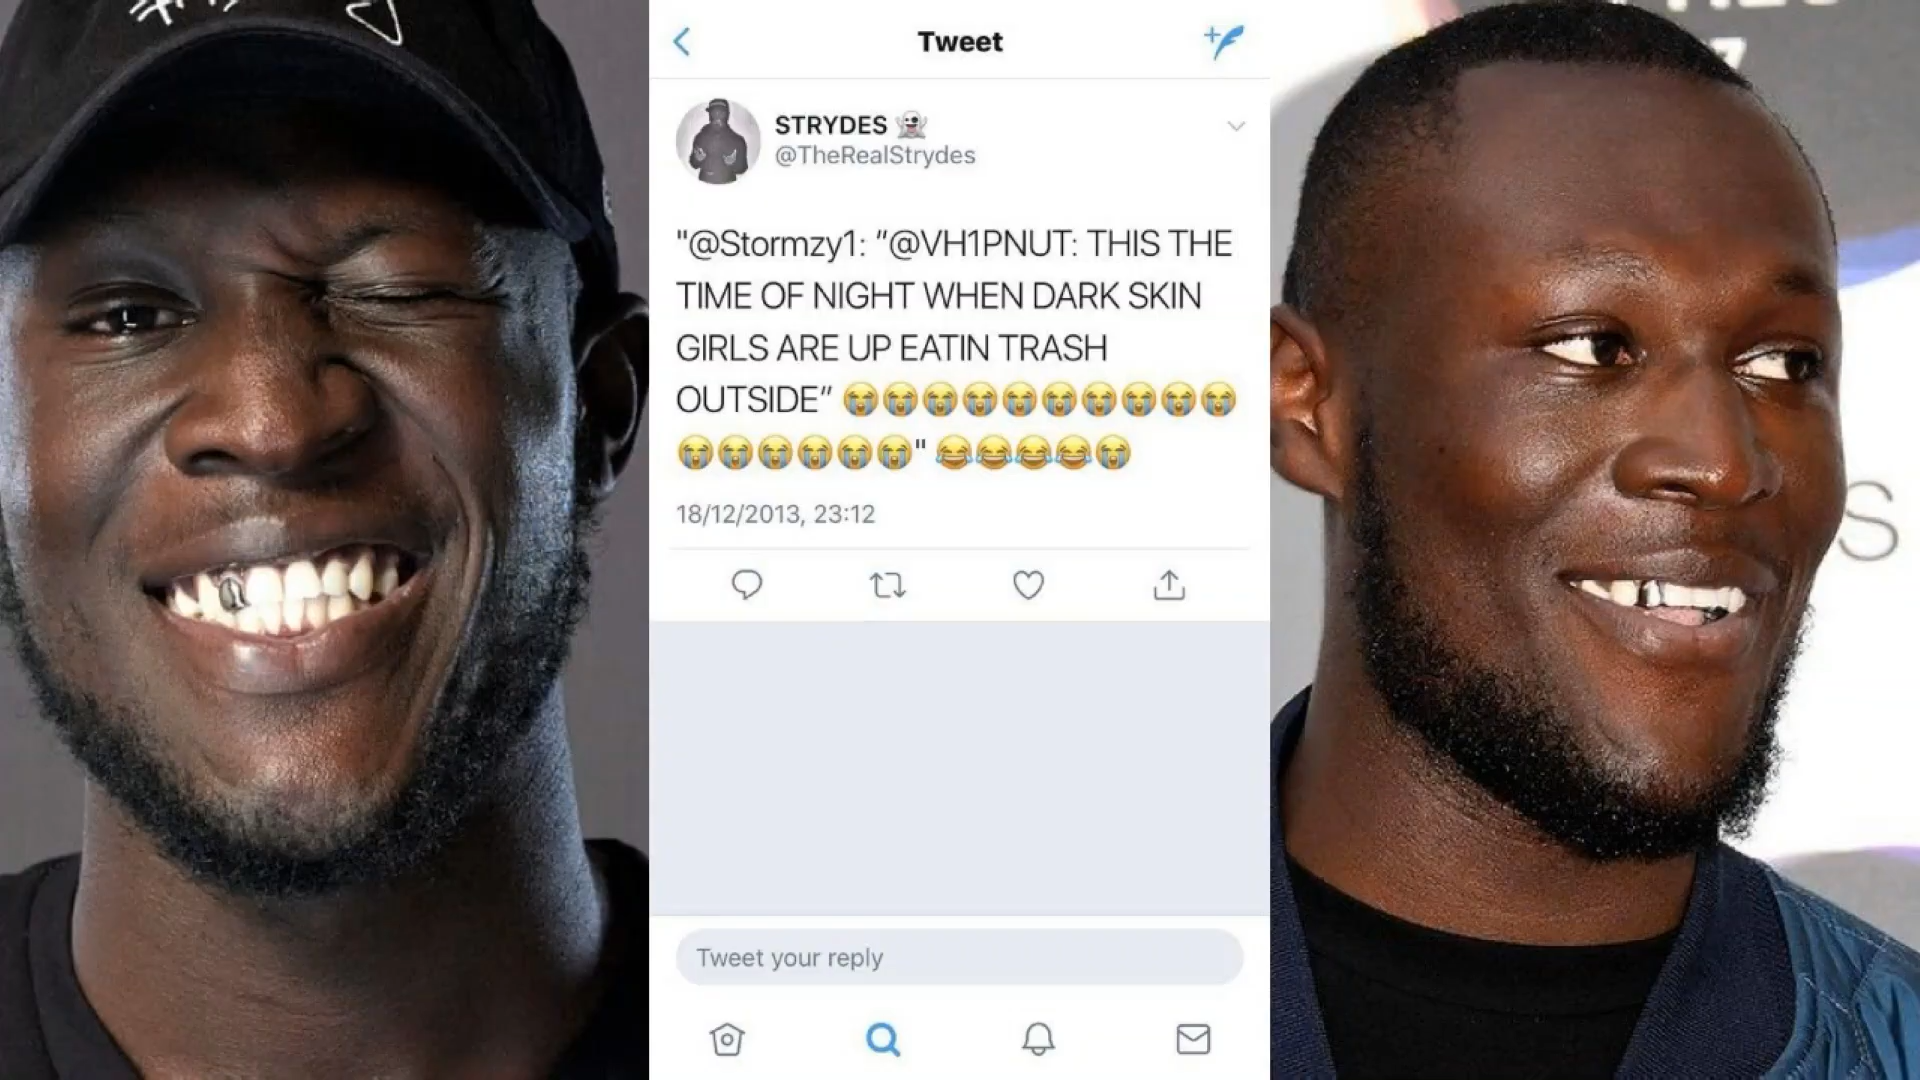 Tweet
STRYDES 👻
@TheRealStrydes
"@Stormzy1: "@VH1PNUT: THIS THE
TIME OF NIGHT WHEN DARK SKIN
GIRLS ARE UP EATIN TRASH
OUTSIDE” 😭😭😭😭😭😭😭😭😭😭
😭😭😭😭😭😭" 😂😂😂😂😭
18/12/2013, 23:12
Tweet your reply
S